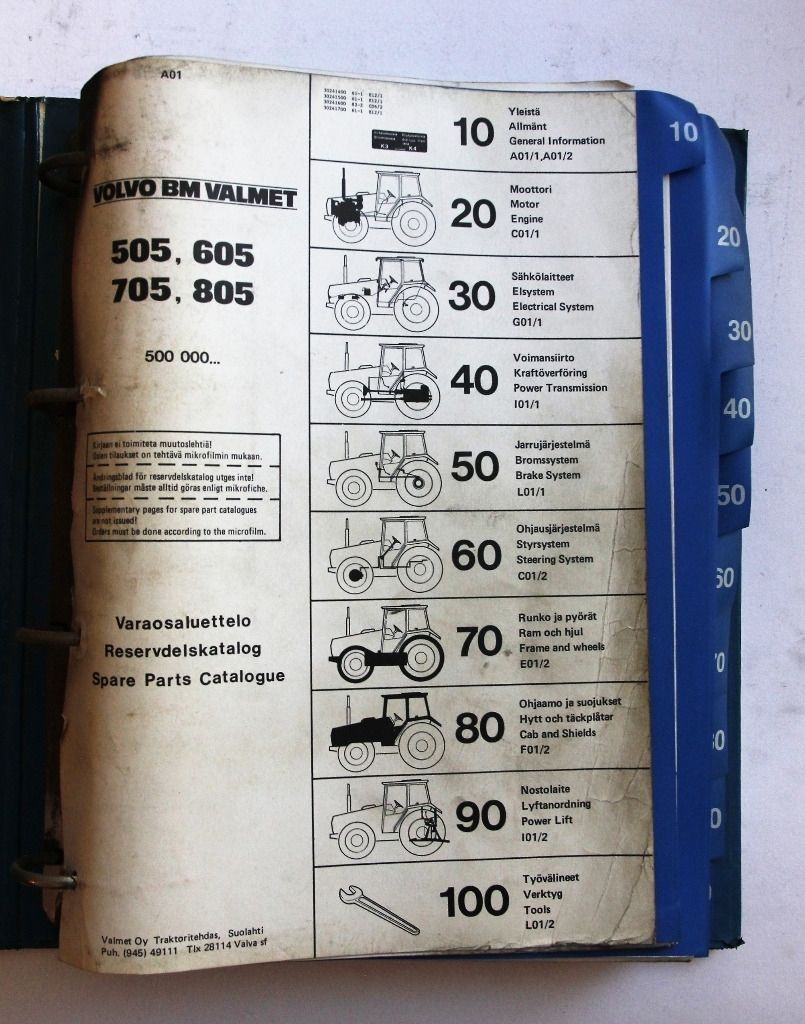 A01
VOLVO BM VALMET
505, 605
705, 805
500 000...
Kirjaan ei toimiteta muutoslehtiä!
Osien tilaukset on tehtävä mikrofilmin mukaan.
Ändringsblad för reservdelskatalog utges inte!
Beställningar måste alltid göras enligt mikrofiche.
Supplementary pages for spare part catalogues
are not issued!
Orders must be done according to the microfilm.
Varaosaluettelo
Reservdelskatalog
Spare Parts Catalogue
Valmet Oy Traktoritehdas, Suolahti
Puh. (945) 49111 Tlx 28114 Valva sf
K3 K4
10
Yleistä
Allmänt
General Information
A01/1,A01/2
20
Moottori
Motor
Engine
C01/1
30
Sähkölaitteet
Elsystem
Electrical System
G01/1
40
Voimansiirto
Kraftöverföring
Power Transmission
I01/1
50
Jarrujärjestelmä
Bromssystem
Brake System
L01/1
60
Ohjausjärjestelmä
Styrsystem
Steering System
C01/2
70
Runko ja pyörät
Ram och hjul
Frame and wheels
E01/2
80
Ohjaamo ja suojukset
Hytt och täckplåtar
Cab and Shields
F01/2
90
Nostolaite
Lyftanordning
Power Lift
I01/2
100
Työvälineet
Verktyg
Tools
L01/2
10
20
30
40
50
60
0
0
0